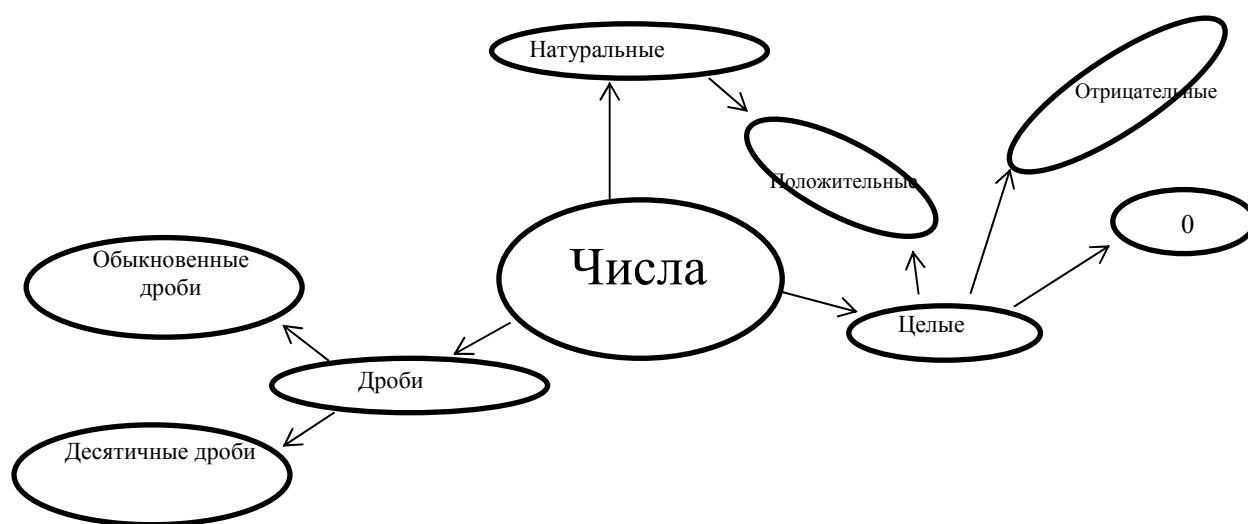 Натуральные
Отрицательные
Положительные
0
Числа
Обыкновенные
дроби
Целые
Дроби
Десятичные дроби